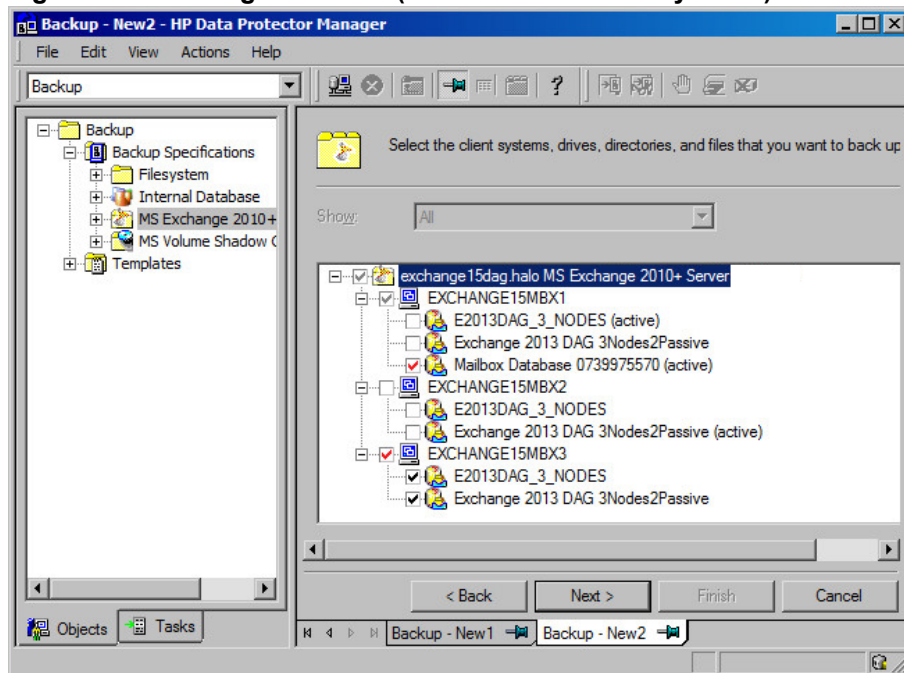 Backup - New2 - HP Data Protector Manager
File Edit View Actions Help
Backup
Backup
Backup Specifications
Filesystem
Internal Database
MS Exchange 2010+
MS Volume Shadow
Templates
Objects
Tasks
Select the client systems, drives, directories, and files that you want to back up
Show:
All
exchange15dag.halo MS Exchange 2010+ Server
EXCHANGE15MBX1
E2013DAG_3_NODES (active)
Exchange 2013 DAG 3Nodes2Passive
Mailbox Database 0739975570 (active)
EXCHANGE15MBX2
E2013DAG_3_NODES
Exchange 2013 DAG 3Nodes2Passive (active)
EXCHANGE15MBX3
E2013DAG_3_NODES
Exchange 2013 DAG 3Nodes2Passive
< Back
Next >
Finish
Cancel
Backup - New1
Backup - New2